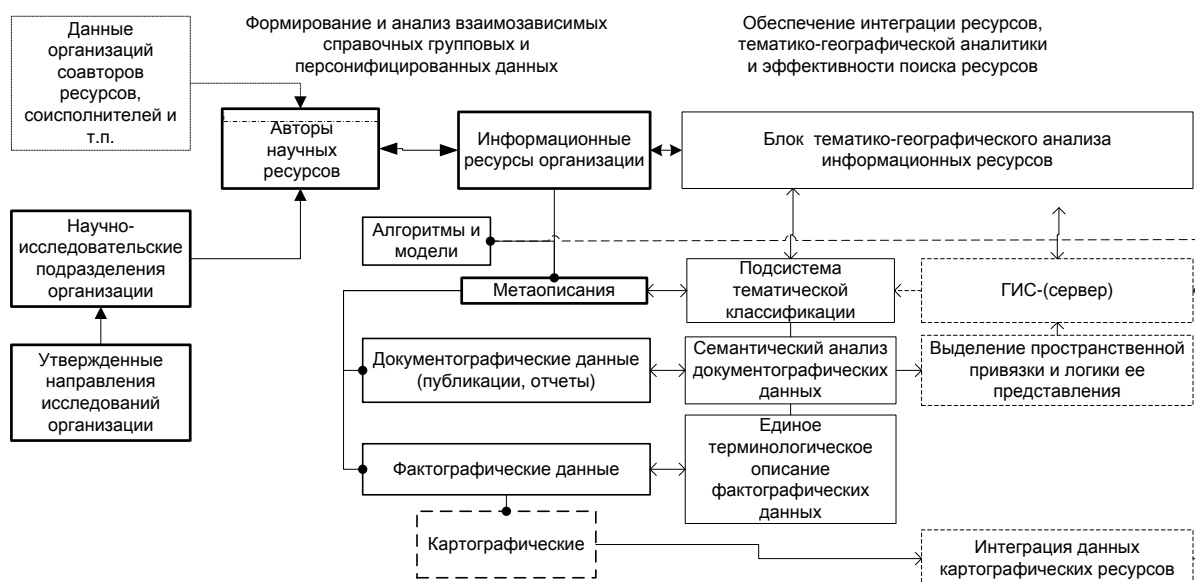 Данные
организаций
соавторов
ресурсов,
соисполнителей и
т.п.
Формирование и анализ взаимозависимых
справочных групповых и
персонифицированных данных
Обеспечение интеграции ресурсов,
тематико-географической аналитики
и эффективности поиска ресурсов
Авторы
научных
ресурсов
Информационные
ресурсы организации
Блок тематико-географического анализа
информационных ресурсов
Научно-
исследовательские
подразделения
организации
Алгоритмы и
модели
Метаописания
Подсистема
тематической
классификации
ГИС-(сервер)
Утвержденные
направления
исследований
организации
Документографические данные
(публикации, отчеты)
Семантический анализ
документографических
данных
Выделение пространственной
привязки и логики ее
представления
Фактографические данные
Единое
терминологическое
описание
фактографических
данных
Картографические
Интеграция данных
картографических ресурсов